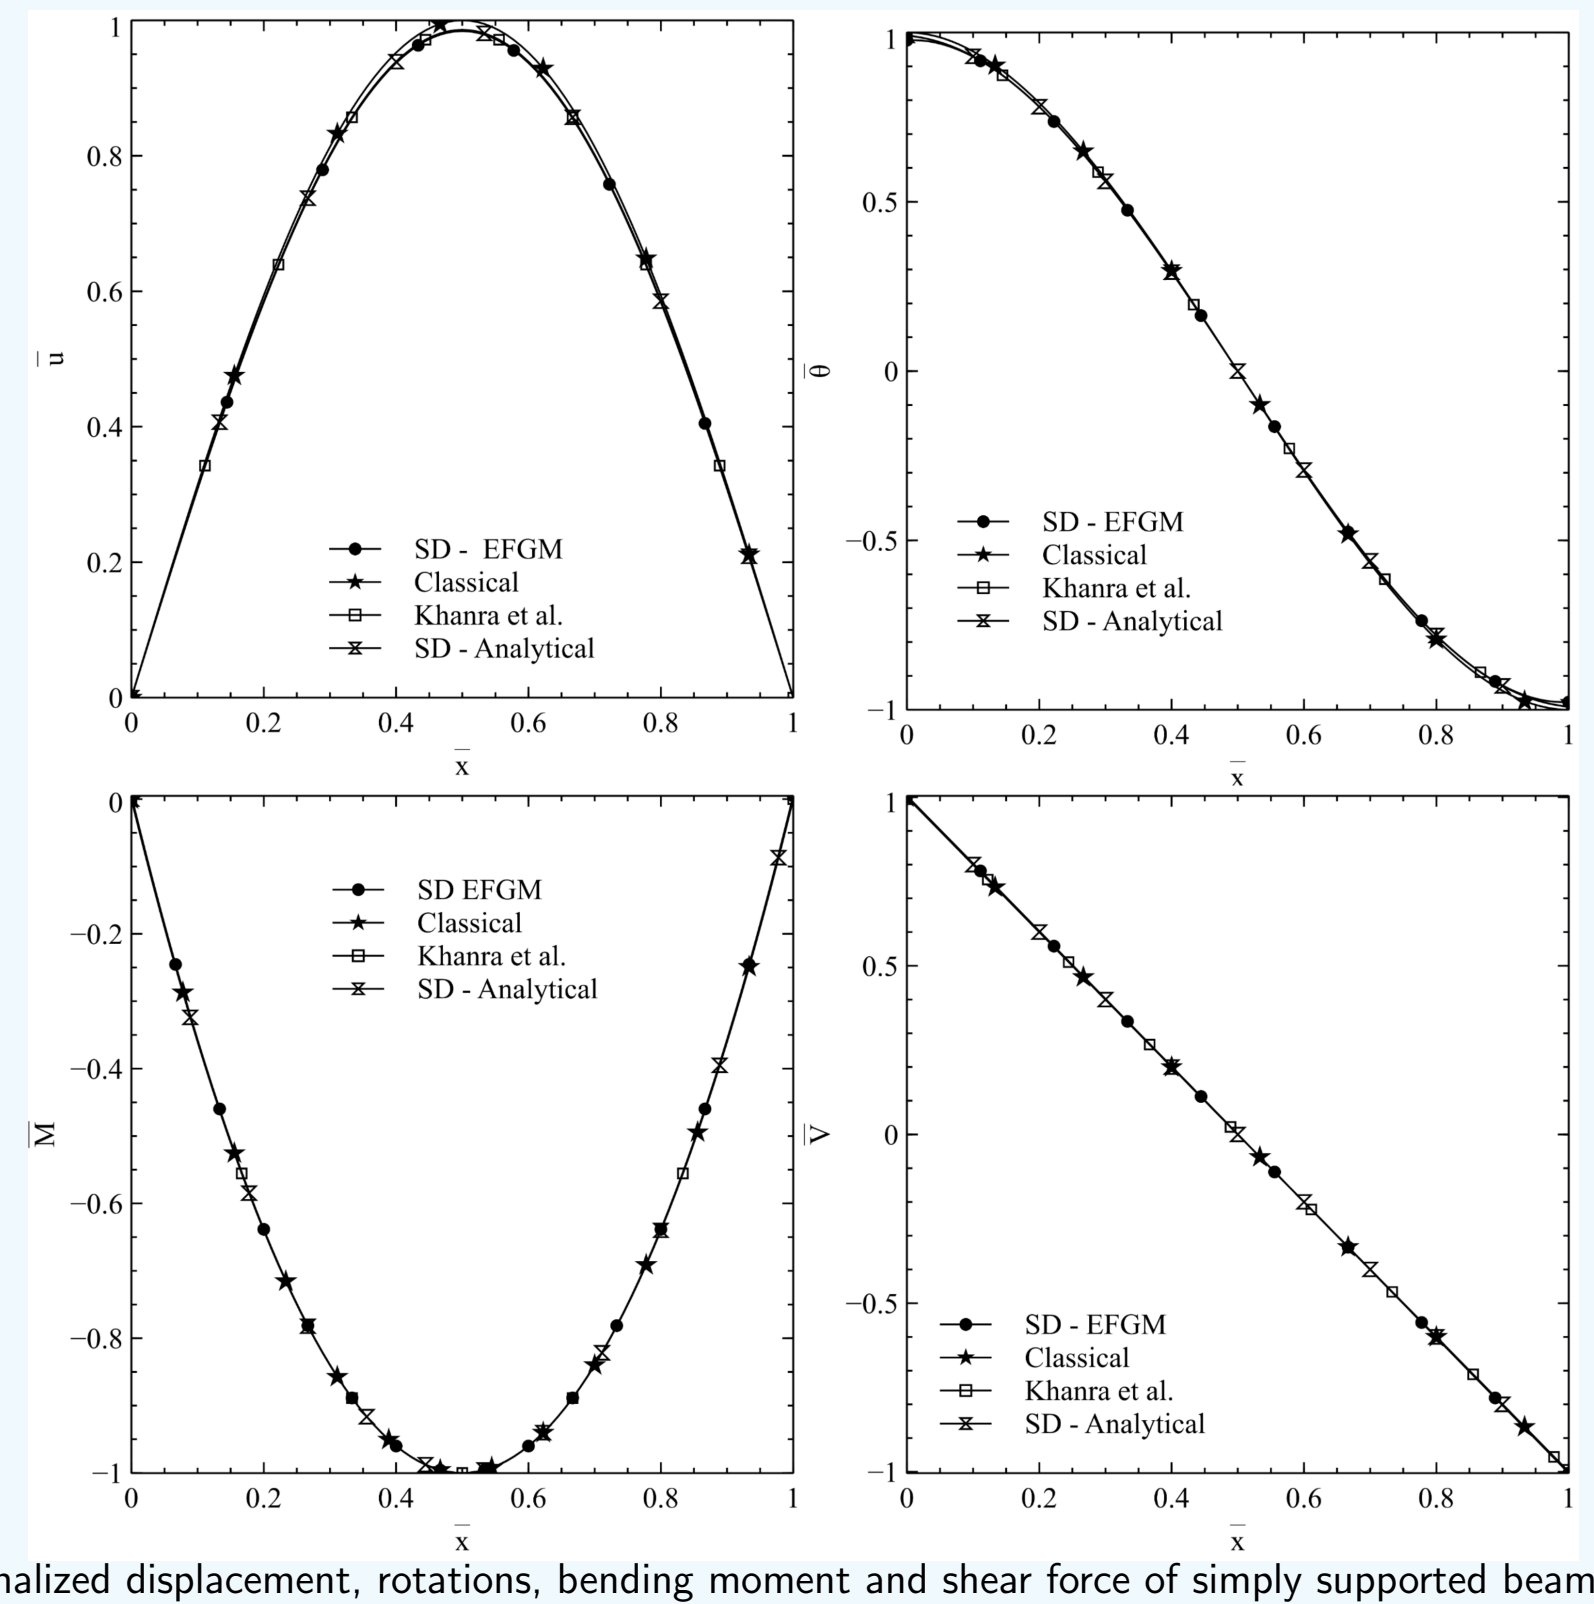 1
0.8
0.6
0.4
0.2
0
0 0.2 0.4 0.6 0.8 1
u̅
x̅
SD - EFGM
Classical
Khanra et al.
SD - Analytical
1
0.5
0
−0.5
−1
0 0.2 0.4 0.6 0.8 1
θ̅
x̅
SD - EFGM
Classical
Khanra et al.
SD - Analytical
0
−0.2
−0.4
−0.6
−0.8
−1
0 0.2 0.4 0.6 0.8 1
M̅
x̅
SD EFGM
Classical
Khanra et al.
SD - Analytical
1
0.5
0
−0.5
−1
0 0.2 0.4 0.6 0.8 1
V̅
x̅
SD - EFGM
Classical
Khanra et al.
SD - Analytical
nalized displacement, rotations, bending moment and shear force of simply supported beam